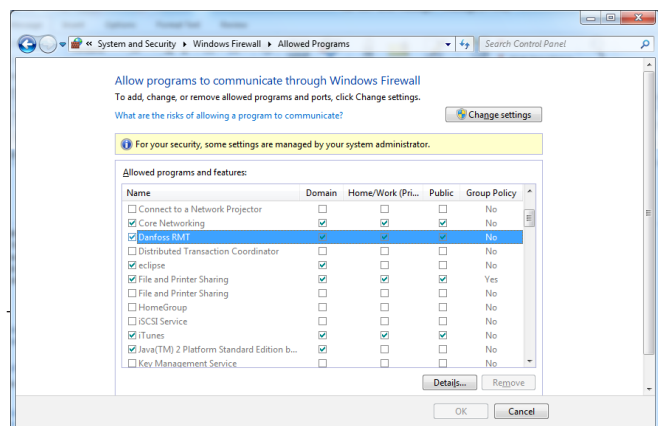 « System and Security ▸ Windows Firewall ▸ Allowed Programs
Search Control Panel
Allow programs to communicate through Windows Firewall
To add, change, or remove allowed programs and ports, click Change settings.
What are the risks of allowing a program to communicate?
Change settings
For your security, some settings are managed by your system administrator.
Allowed programs and features:
Name Domain Home/Work (Pri... Public Group Policy
Connect to a Network Projector No
Core Networking No
Danfoss RMT No
Distributed Transaction Coordinator No
eclipse No
File and Printer Sharing Yes
File and Printer Sharing No
HomeGroup No
iSCSI Service No
iTunes No
Java(TM) 2 Platform Standard Edition b... No
Key Management Service No
Details... Remove
OK Cancel